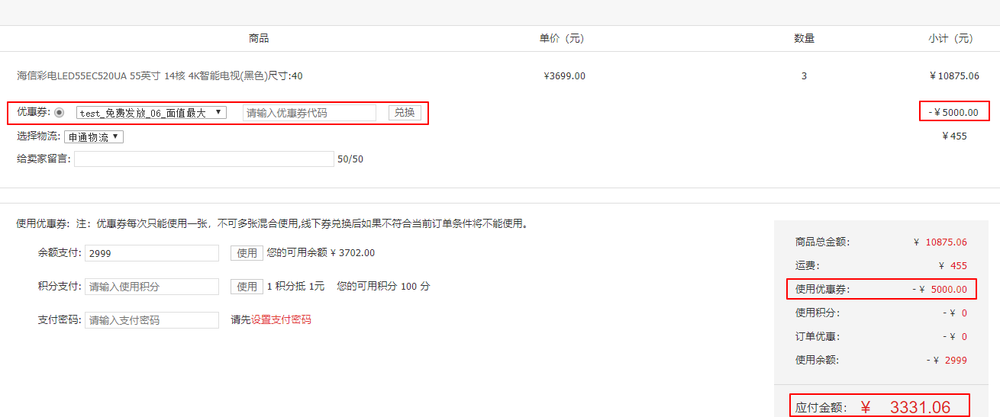 商品 单价（元） 数量 小计（元）
海信彩电LED55EC520UA 55英寸 14核 4K智能电视(黑色)尺寸:40 ¥3699.00 3 ¥10875.06
优惠券: test_免费发放_06_面值最大 请输入优惠券代码 兑换 -¥5000.00
选择物流: 申通物流 ¥455
给卖家留言: 50/50
使用优惠券: 注：优惠券每次只能使用一张，不可多张混合使用,线下券兑换后如果不符合当前订单条件将不能使用。
余额支付: 2999 使用 您的可用余额 ¥ 3702.00
积分支付: 请输入使用积分 使用 1 积分抵 1元 您的可用积分 100 分
支付密码: 请输入支付密码 请先设置支付密码
商品总金额: ¥ 10875.06
运费: ¥ 455
使用优惠券: -¥ 5000.00
使用积分: -¥ 0
订单优惠: -¥ 0
使用余额: -¥ 2999
应付金额: ¥ 3331.06